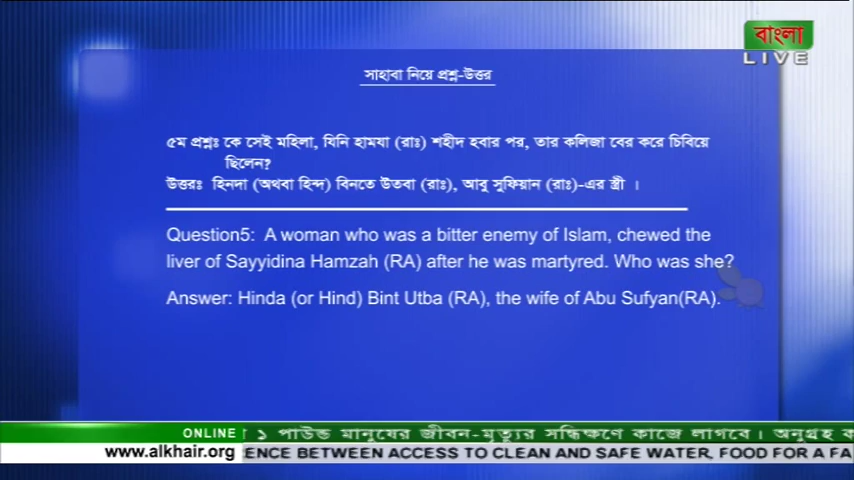 বাংলা
LIVE
সাহাবা নিয়ে প্রশ্ন-উত্তর
৫ম প্রশ্নঃ কে সেই মহিলা, যিনি হামযা (রাঃ) শহীদ হবার পর, তার কলিজা বের করে চিবিয়ে
ছিলেন?
উত্তরঃ হিনদা (অথবা হিন্দ) বিনতে উতবা (রাঃ), আবু সুফিয়ান (রাঃ)-এর স্ত্রী ।
Question5: A woman who was a bitter enemy of Islam, chewed the
liver of Sayyidina Hamzah (RA) after he was martyred. Who was she?
Answer: Hinda (or Hind) Bint Utba (RA), the wife of Abu Sufyan(RA).
ONLINE ১ পাউন্ড মানুষের জীবন-মৃত্যুর সন্ধিক্ষণে কাজে লাগবে। অনুগ্রহ
www.alkhair.org ENCE BETWEEN ACCESS TO CLEAN AND SAFE WATER, FOOD FOR A FA